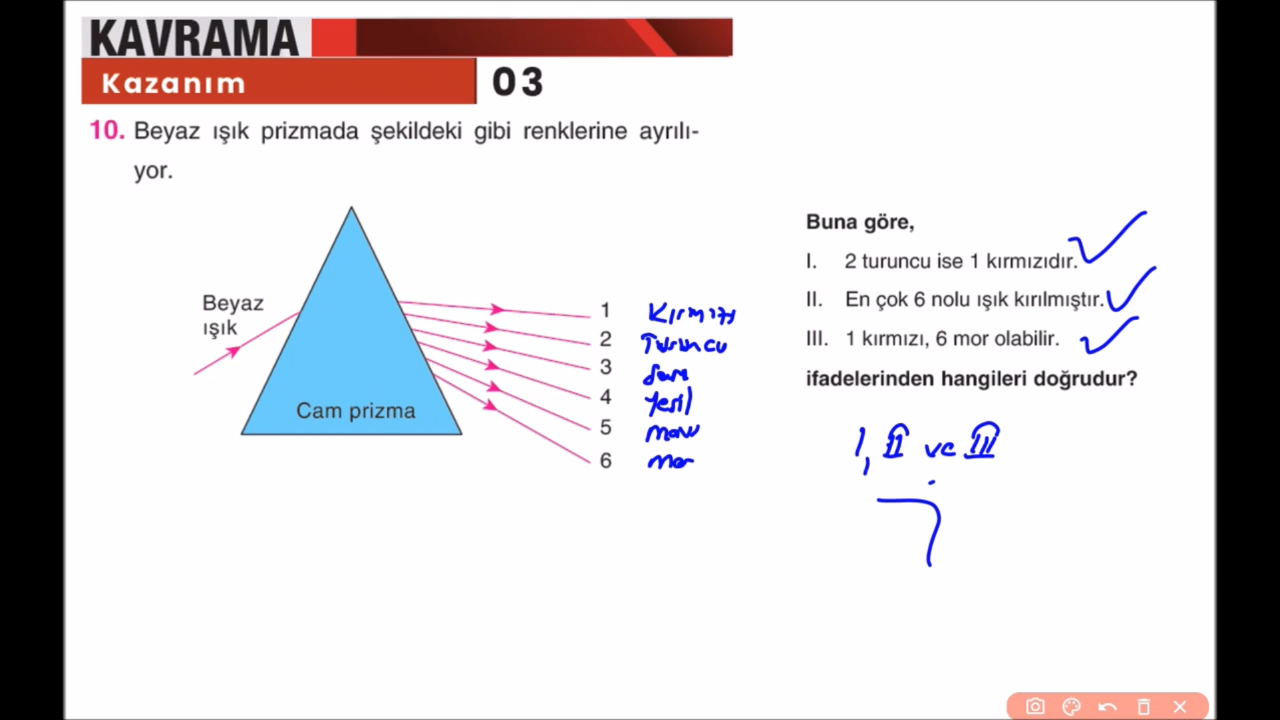 KAVRAMA
Kazanım 03
10. Beyaz ışık prizmada şekildeki gibi renklerine ayrılı-
yor.
Beyaz
ışık
Cam prizma
1 Kırmızı
2 Turuncu
3 Sarı
4 Yeşil
5 Mavi
6 Mor
Buna göre,
I. 2 turuncu ise 1 kırmızıdır.
II. En çok 6 nolu ışık kırılmıştır.
III. 1 kırmızı, 6 mor olabilir.
ifadelerinden hangileri doğrudur?
I, II ve III